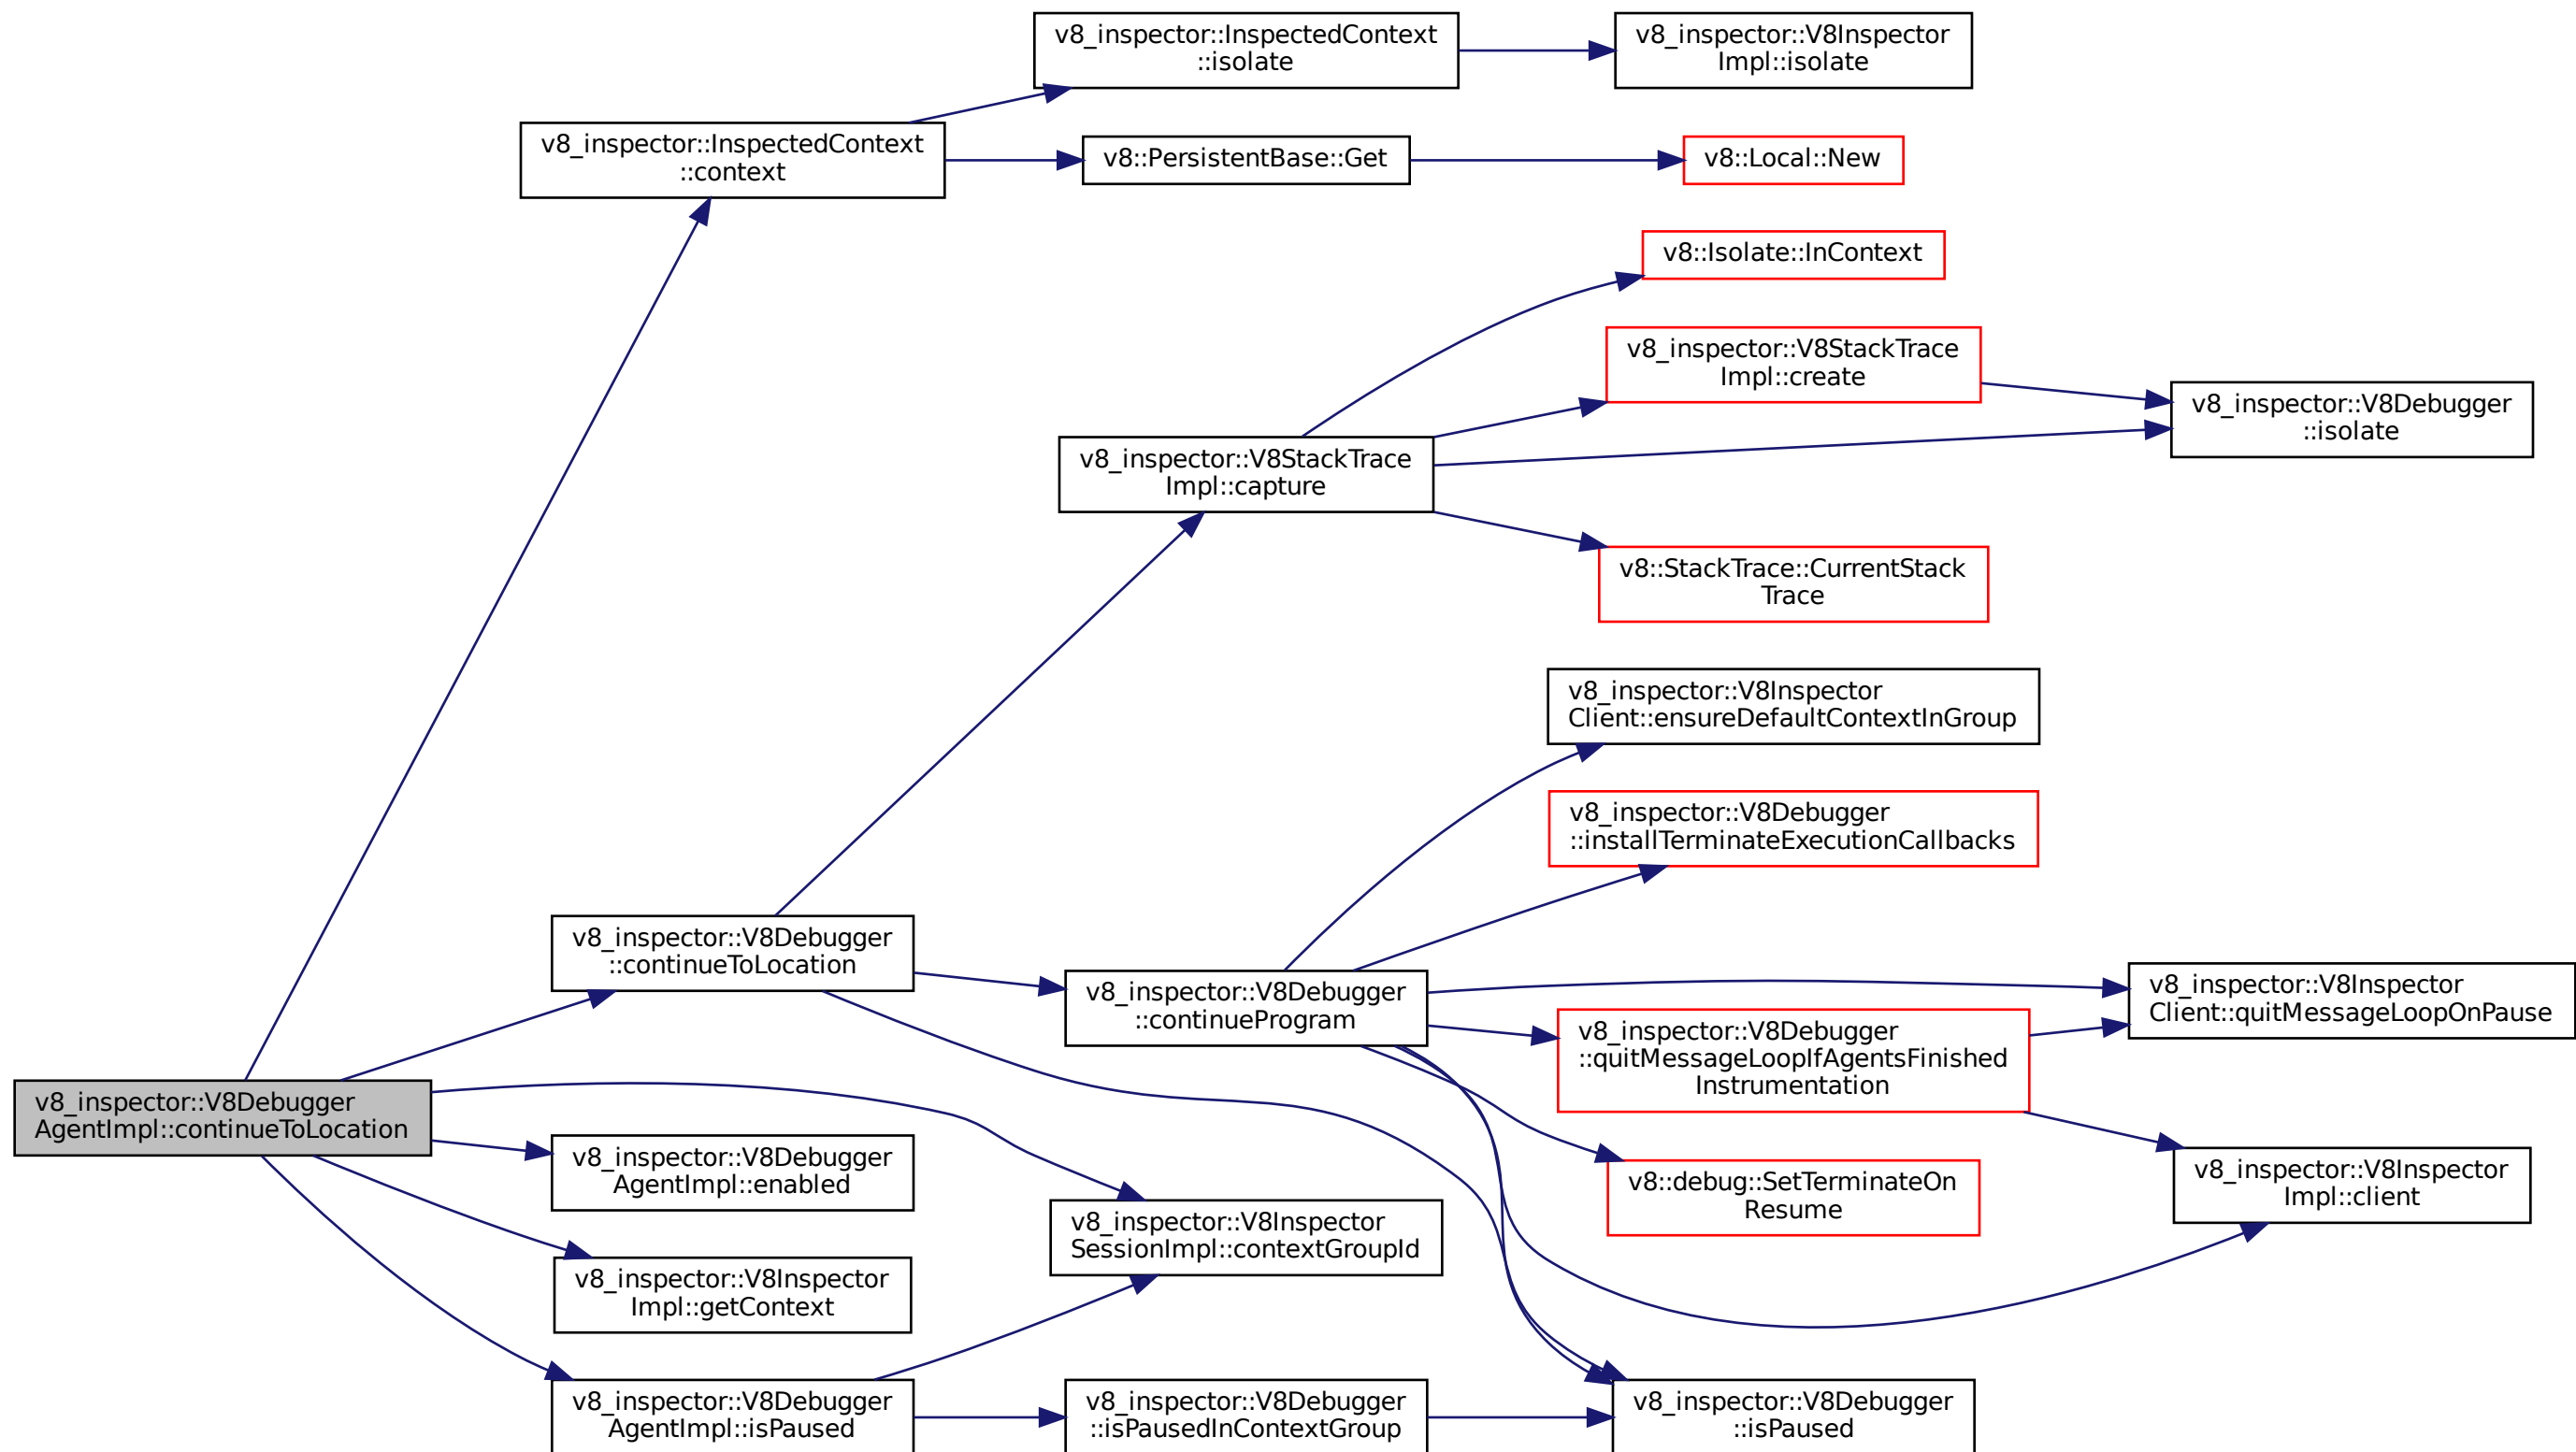 v8_inspector::InspectedContext
::isolate
v8_inspector::V8Inspector
Impl::isolate
v8_inspector::InspectedContext
::context
v8::PersistentBase::Get
v8::Local::New
v8::Isolate::InContext
v8_inspector::V8StackTrace
Impl::create
v8_inspector::V8Debugger
::isolate
v8_inspector::V8StackTrace
Impl::capture
v8::StackTrace::CurrentStack
Trace
v8_inspector::V8Inspector
Client::ensureDefaultContextInGroup
v8_inspector::V8Debugger
::installTerminateExecutionCallbacks
v8_inspector::V8Debugger
::continueToLocation
v8_inspector::V8Debugger
::continueProgram
v8_inspector::V8Inspector
Client::quitMessageLoopOnPause
v8_inspector::V8Debugger
::quitMessageLoopIfAgentsFinished
Instrumentation
v8_inspector::V8Debugger
AgentImpl::continueToLocation
v8_inspector::V8Debugger
AgentImpl::enabled
v8_inspector::V8Inspector
SessionImpl::contextGroupId
v8::debug::SetTerminateOn
Resume
v8_inspector::V8Inspector
Impl::client
v8_inspector::V8Inspector
Impl::getContext
v8_inspector::V8Debugger
AgentImpl::isPaused
v8_inspector::V8Debugger
::isPausedInContextGroup
v8_inspector::V8Debugger
::isPaused